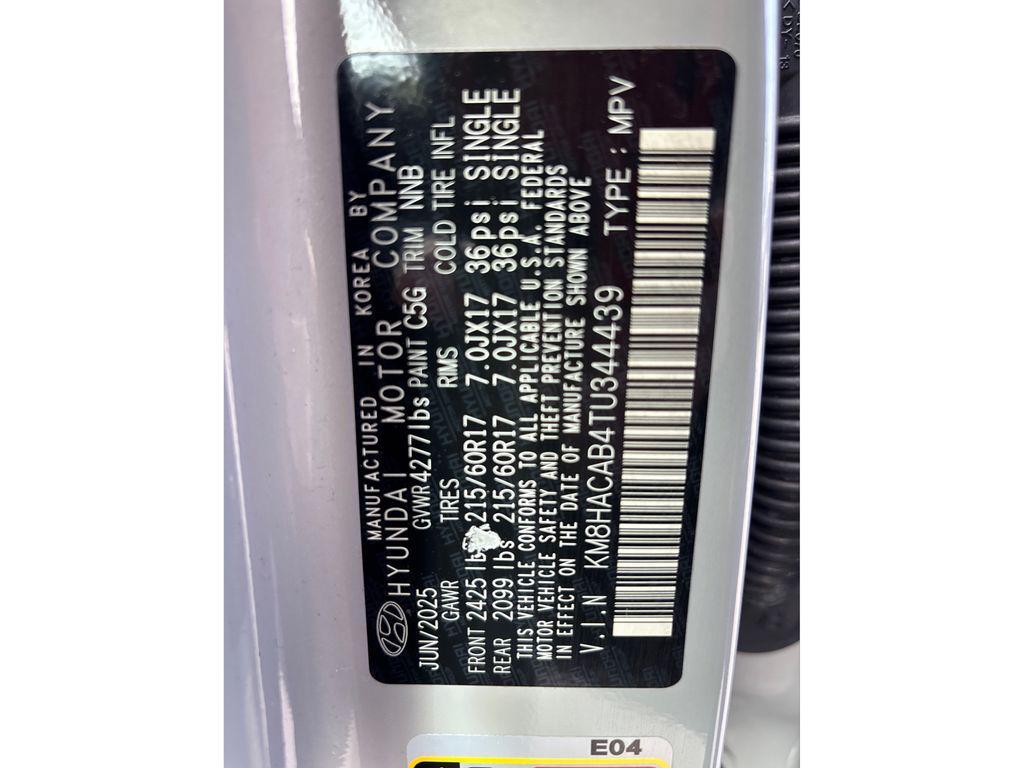 MANUFACTURED IN KOREA BY
HYUNDAI MOTOR COMPANY
JUN/2025 GVWR 4277 lbs PAINT C5G TRIM NNB
GAWR TIRES RIMS COLD TIRE INFL
FRONT 2425 lbs 215/60R17 7.0JX17 36psi SINGLE
REAR 2099 lbs 215/60R17 7.0JX17 36psi SINGLE
THIS VEHICLE CONFORMS TO ALL APPLICABLE U.S.A. FEDERAL
MOTOR VEHICLE SAFETY AND THEFT PREVENTION STANDARDS
IN EFFECT ON THE DATE OF MANUFACTURE SHOWN ABOVE
V.I.N KM8HACAB4TU344439 TYPE : MPV
E04